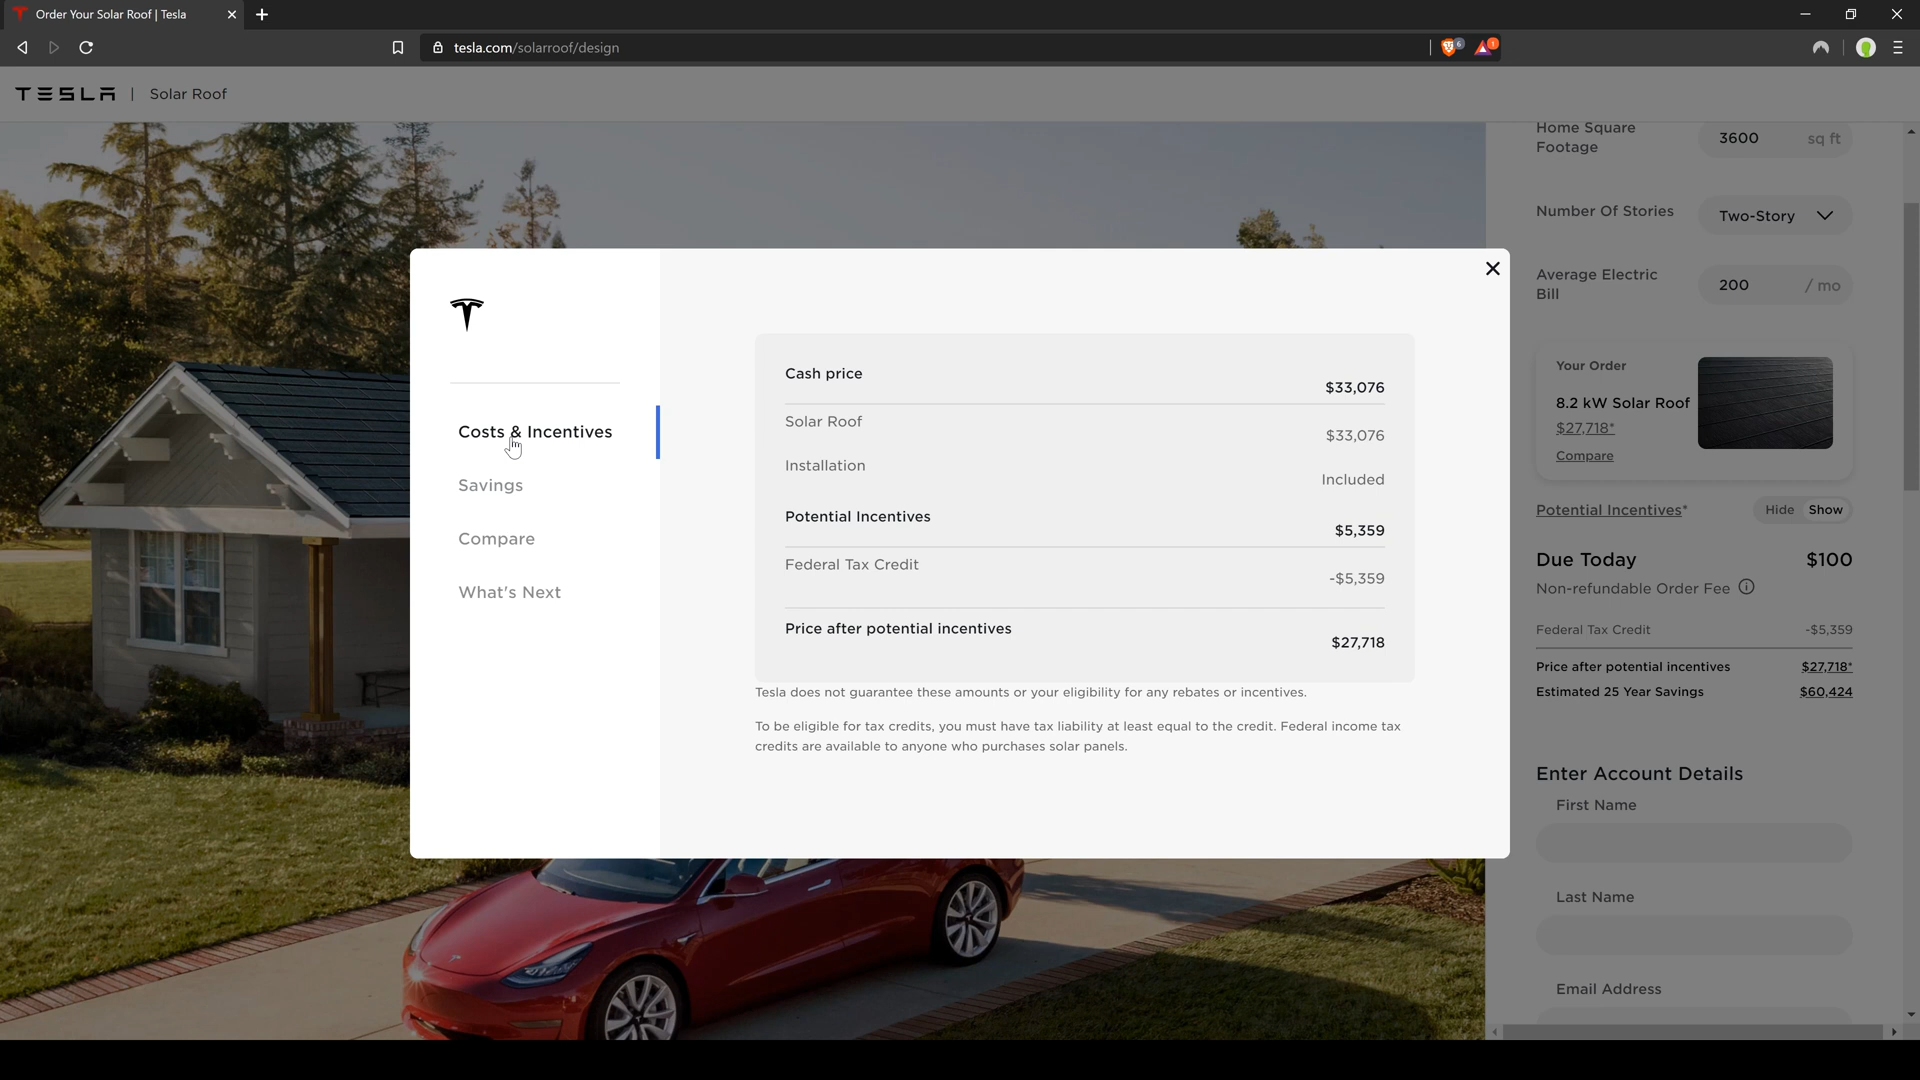 Order Your Solar Roof | Tesla
tesla.com/solarroof/design
6
1
TESLA | Solar Roof
Home Square
Footage
3600 sq ft
Number Of Stories
Two-Story
Average Electric
Bill
200 / mo
Your Order
8.2 kW Solar Roof
$27,718*
Compare
Potential Incentives*
Hide Show
Due Today $100
Non-refundable Order Fee
Federal Tax Credit -$5,359
Price after potential incentives $27,718*
Estimated 25 Year Savings $60,424
Enter Account Details
First Name
Last Name
Email Address
Costs & Incentives
Savings
Compare
What's Next
Cash price
$33,076
Solar Roof
$33,076
Installation
Included
Potential Incentives
$5,359
Federal Tax Credit
-$5,359
Price after potential incentives
$27,718
Tesla does not guarantee these amounts or your eligibility for any rebates or incentives.
To be eligible for tax credits, you must have tax liability at least equal to the credit. Federal income tax
credits are available to anyone who purchases solar panels.